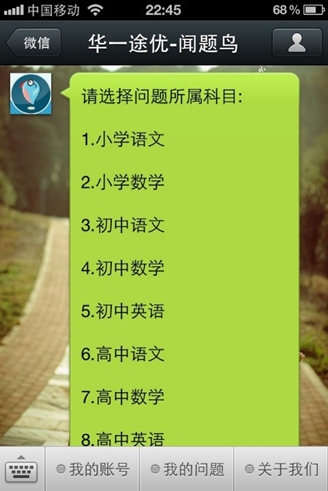 中国移动 22:45 68%
微信 华一途优-闻题鸟
请选择问题所属科目:
1.小学语文
2.小学数学
3.初中语文
4.初中数学
5.初中英语
6.高中语文
7.高中数学
8.高中英语
我的账号 我的问题 关于我们